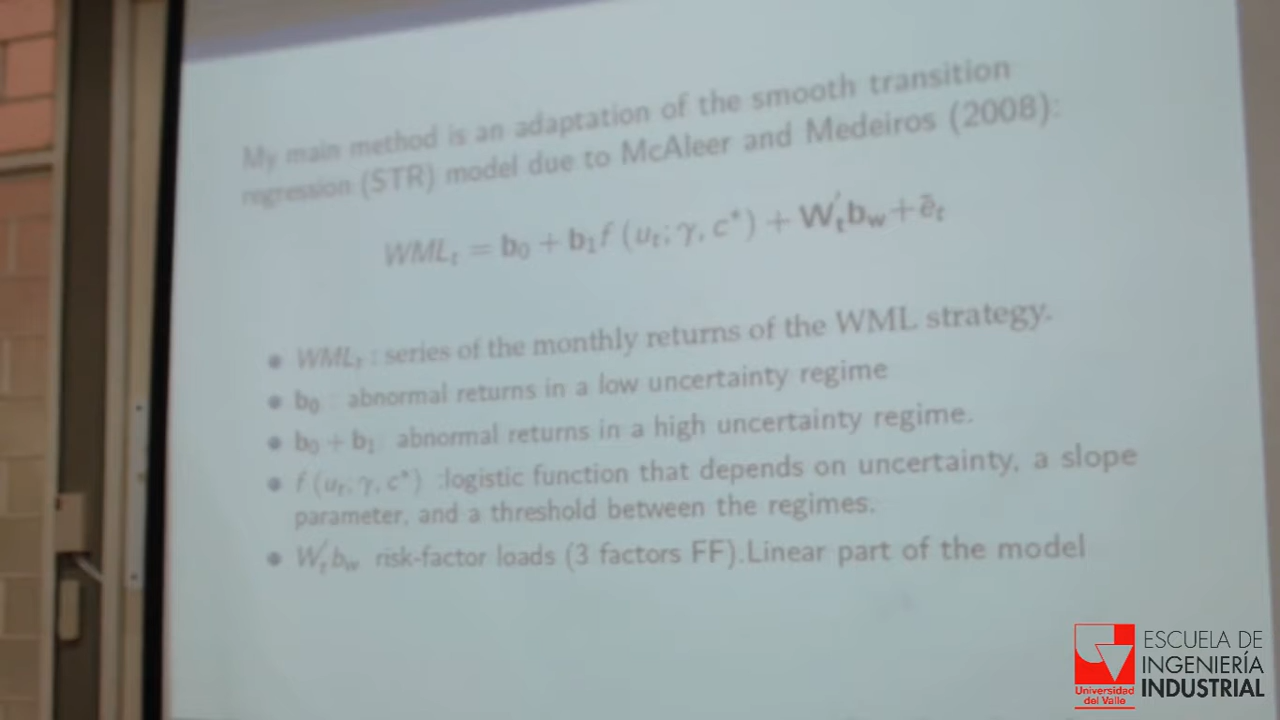 My main method is an adaptation of the smooth transition
regression (STR) model due to McAleer and Medeiros (2008):
WML_t = b_0 + b_1 f (u_t; γ, c*) + W'_t b_w + ẽ_t
• WML_t : series of the monthly returns of the WML strategy.
• b_0 : abnormal returns in a low uncertainty regime
• b_0 + b_1 : abnormal returns in a high uncertainty regime.
• f (u_t, γ, c*) :logistic function that depends on uncertainty, a slope
parameter, and a threshold between the regimes.
• W'_t b_w risk-factor loads (3 factors FF).Linear part of the model
Universidad
del Valle
ESCUELA DE
INGENIERÍA
INDUSTRIAL